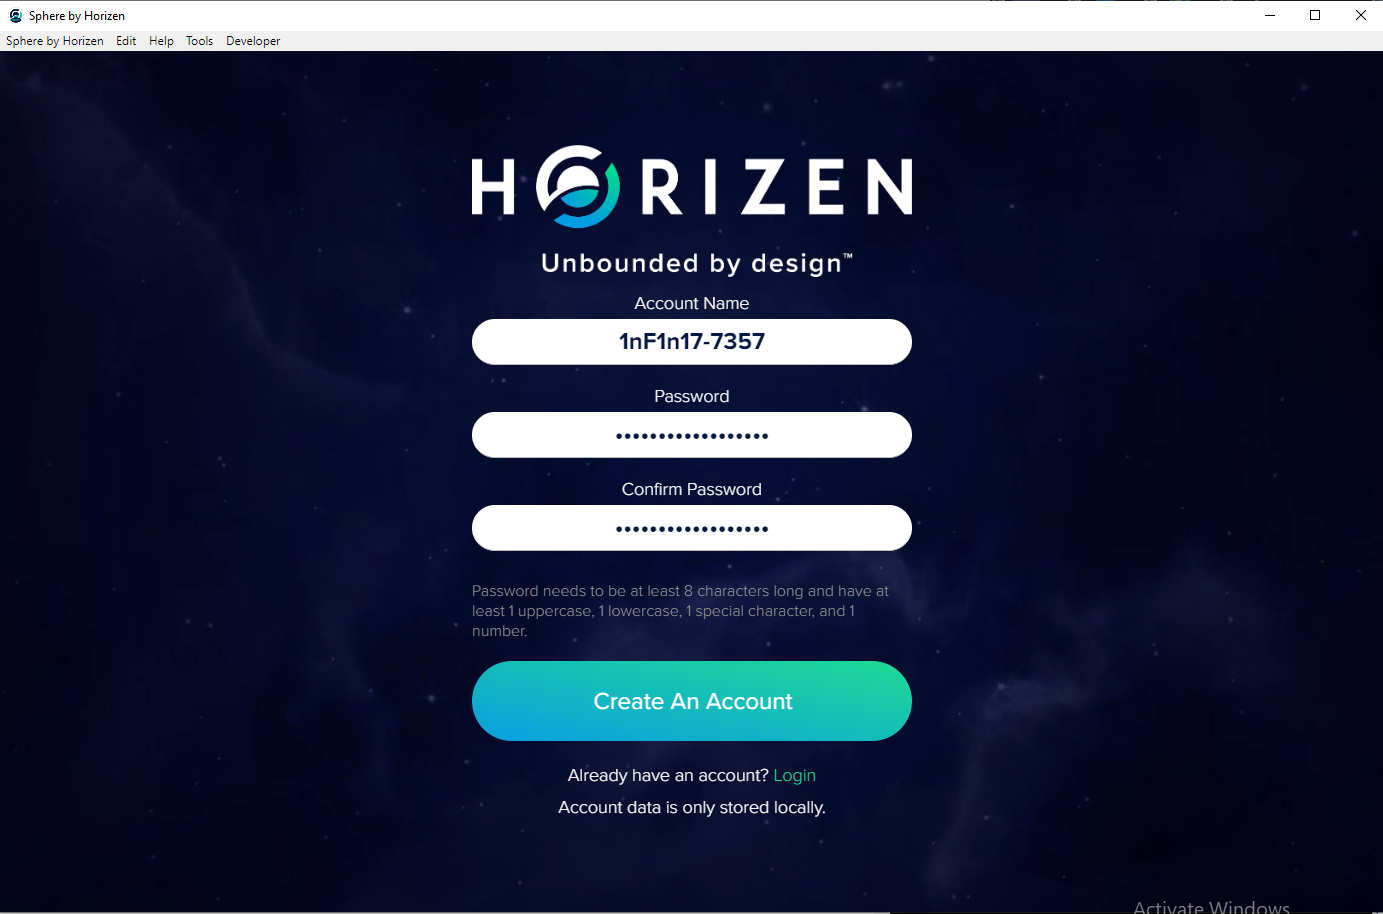 Sphere by Horizen
Sphere by Horizen Edit Help Tools Developer
HORIZEN
Unbounded by design™
Account Name
1nF1n17-7357
Password
••••••••••••••••••
Confirm Password
••••••••••••••••••
Password needs to be at least 8 characters long and have at
least 1 uppercase, 1 lowercase, 1 special character, and 1
number.
Create An Account
Already have an account? Login
Account data is only stored locally.
Activate Windows